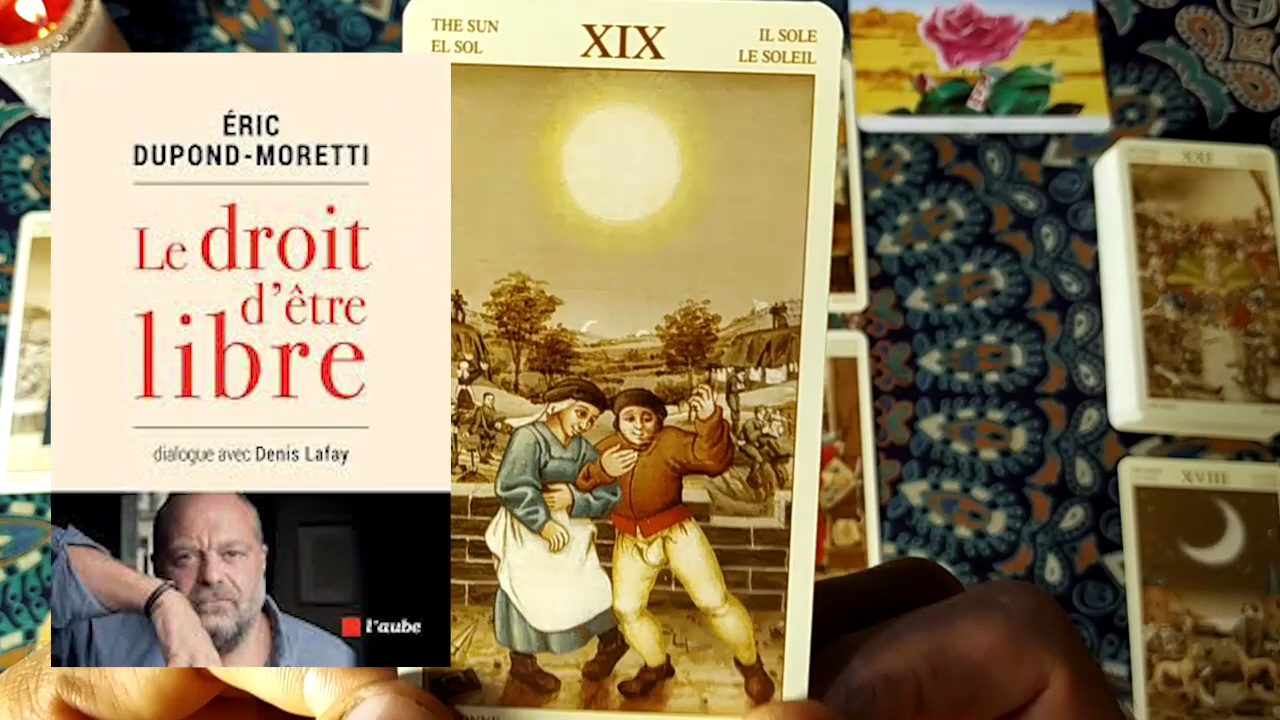 ÉRIC
DUPOND-MORETTI
Le droit
d'être
libre
dialogue avec Denis Lafay
l'aube
THE SUN
EL SOL
XIX
IL SOLE
LE SOLEIL
XVIII